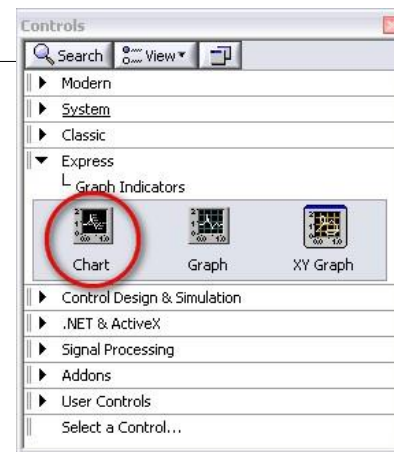 Controls
Search View
Modern
System
Classic
Express
Graph Indicators
Chart Graph XY Graph
Control Design & Simulation
.NET & ActiveX
Signal Processing
Addons
User Controls
Select a Control...